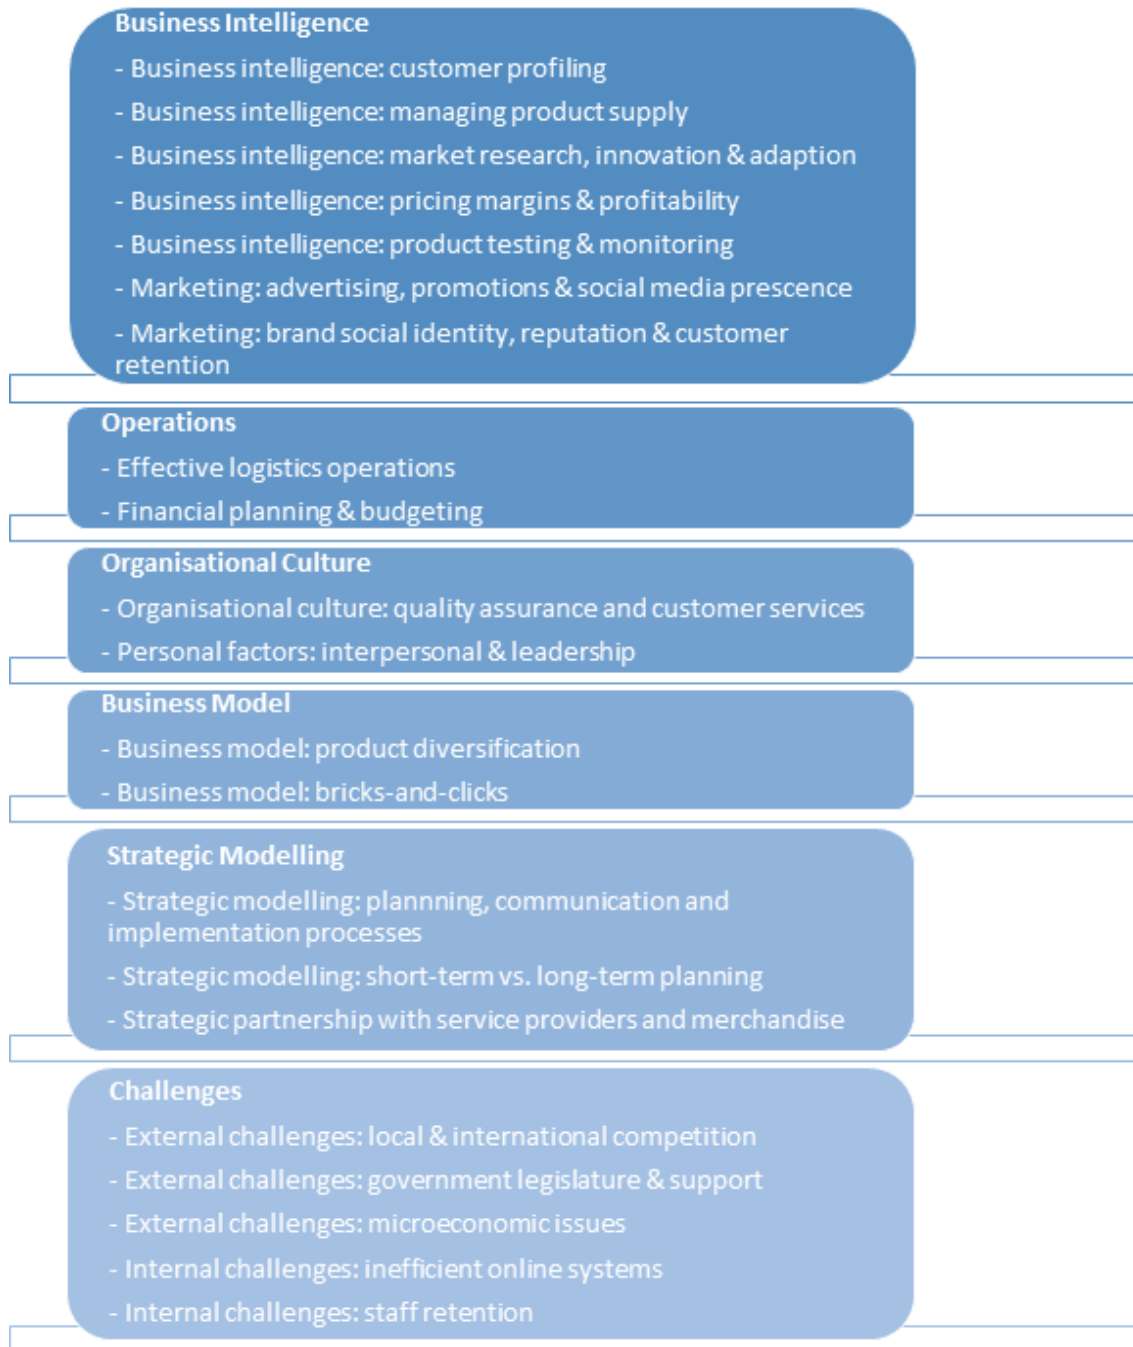 Business Intelligence
- Business intelligence: customer profiling
- Business intelligence: managing product supply
- Business intelligence: market research, innovation & adaption
- Business intelligence: pricing margins & profitability
- Business intelligence: product testing & monitoring
- Marketing: advertising, promotions & social media prescence
- Marketing: brand social identity, reputation & customer
retention
Operations
- Effective logistics operations
- Financial planning & budgeting
Organisational Culture
- Organisational culture: quality assurance and customer services
- Personal factors: interpersonal & leadership
Business Model
- Business model: product diversification
- Business model: bricks-and-clicks
Strategic Modelling
- Strategic modelling: plannning, communication and
implementation processes
- Strategic modelling: short-term vs. long-term planning
- Strategic partnership with service providers and merchandise
Challenges
- External challenges: local & international competition
- External challenges: government legislature & support
- External challenges: microeconomic issues
- Internal challenges: inefficient online systems
- Internal challenges: staff retention